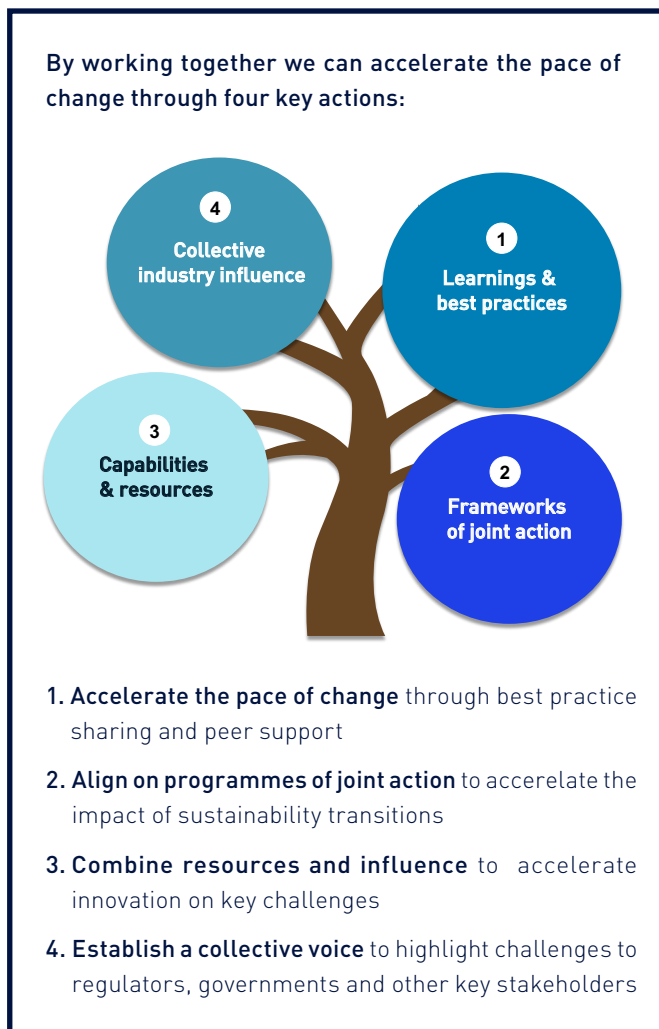 By working together we can accelerate the pace of
change through four key actions:
4
Collective
industry influence
1
Learnings &
best practices
3
Capabilities
& resources
2
Frameworks
of joint action
1. Accelerate the pace of change through best practice
sharing and peer support
2. Align on programmes of joint action to accerelate the
impact of sustainability transitions
3. Combine resources and influence to accelerate
innovation on key challenges
4. Establish a collective voice to highlight challenges to
regulators, governments and other key stakeholders